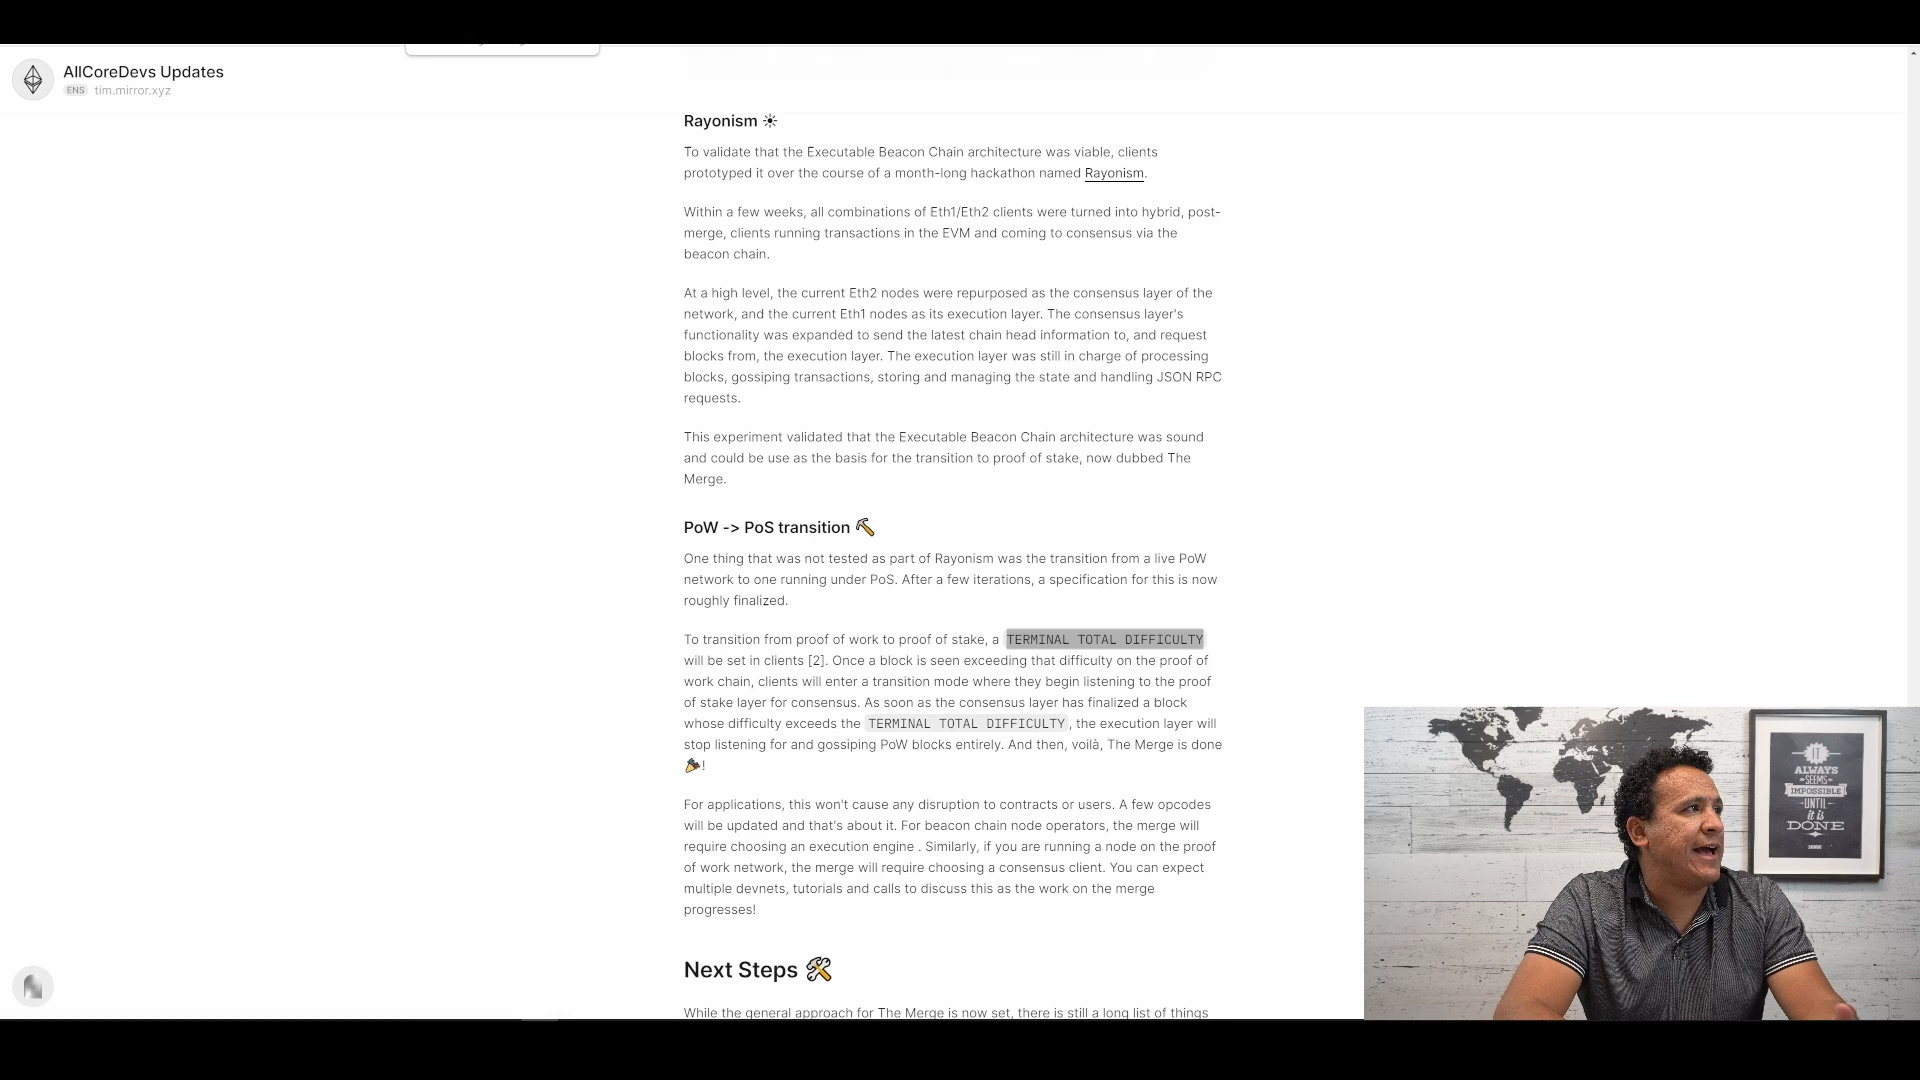 AllCoreDevs Updates
ENS tim.mirror.xyz
Rayonism ☀
To validate that the Executable Beacon Chain architecture was viable, clients
prototyped it over the course of a month-long hackathon named Rayonism.
Within a few weeks, all combinations of Eth1/Eth2 clients were turned into hybrid, post-
merge, clients running transactions in the EVM and coming to consensus via the
beacon chain.
At a high level, the current Eth2 nodes were repurposed as the consensus layer of the
network, and the current Eth1 nodes as its execution layer. The consensus layer's
functionality was expanded to send the latest chain head information to, and request
blocks from, the execution layer. The execution layer was still in charge of processing
blocks, gossiping transactions, storing and managing the state and handling JSON RPC
requests.
This experiment validated that the Executable Beacon Chain architecture was sound
and could be use as the basis for the transition to proof of stake, now dubbed The
Merge.
PoW -> PoS transition 🔨
One thing that was not tested as part of Rayonism was the transition from a live PoW
network to one running under PoS. After a few iterations, a specification for this is now
roughly finalized.
To transition from proof of work to proof of stake, a TERMINAL TOTAL DIFFICULTY
will be set in clients [2]. Once a block is seen exceeding that difficulty on the proof of
work chain, clients will enter a transition mode where they begin listening to the proof
of stake layer for consensus. As soon as the consensus layer has finalized a block
whose difficulty exceeds the TERMINAL TOTAL DIFFICULTY, the execution layer will
stop listening for and gossiping PoW blocks entirely. And then, voilà, The Merge is done
🎉!
For applications, this won't cause any disruption to contracts or users. A few opcodes
will be updated and that's about it. For beacon chain node operators, the merge will
require choosing an execution engine . Similarly, if you are running a node on the proof
of work network, the merge will require choosing a consensus client. You can expect
multiple devnets, tutorials and calls to discuss this as the work on the merge
progresses!
Next Steps 🛠
While the general approach for The Merge is now set, there is still a long list of things
IT
ALWAYS
SEEMS
IMPOSSIBLE
UNTIL
it is
DONE